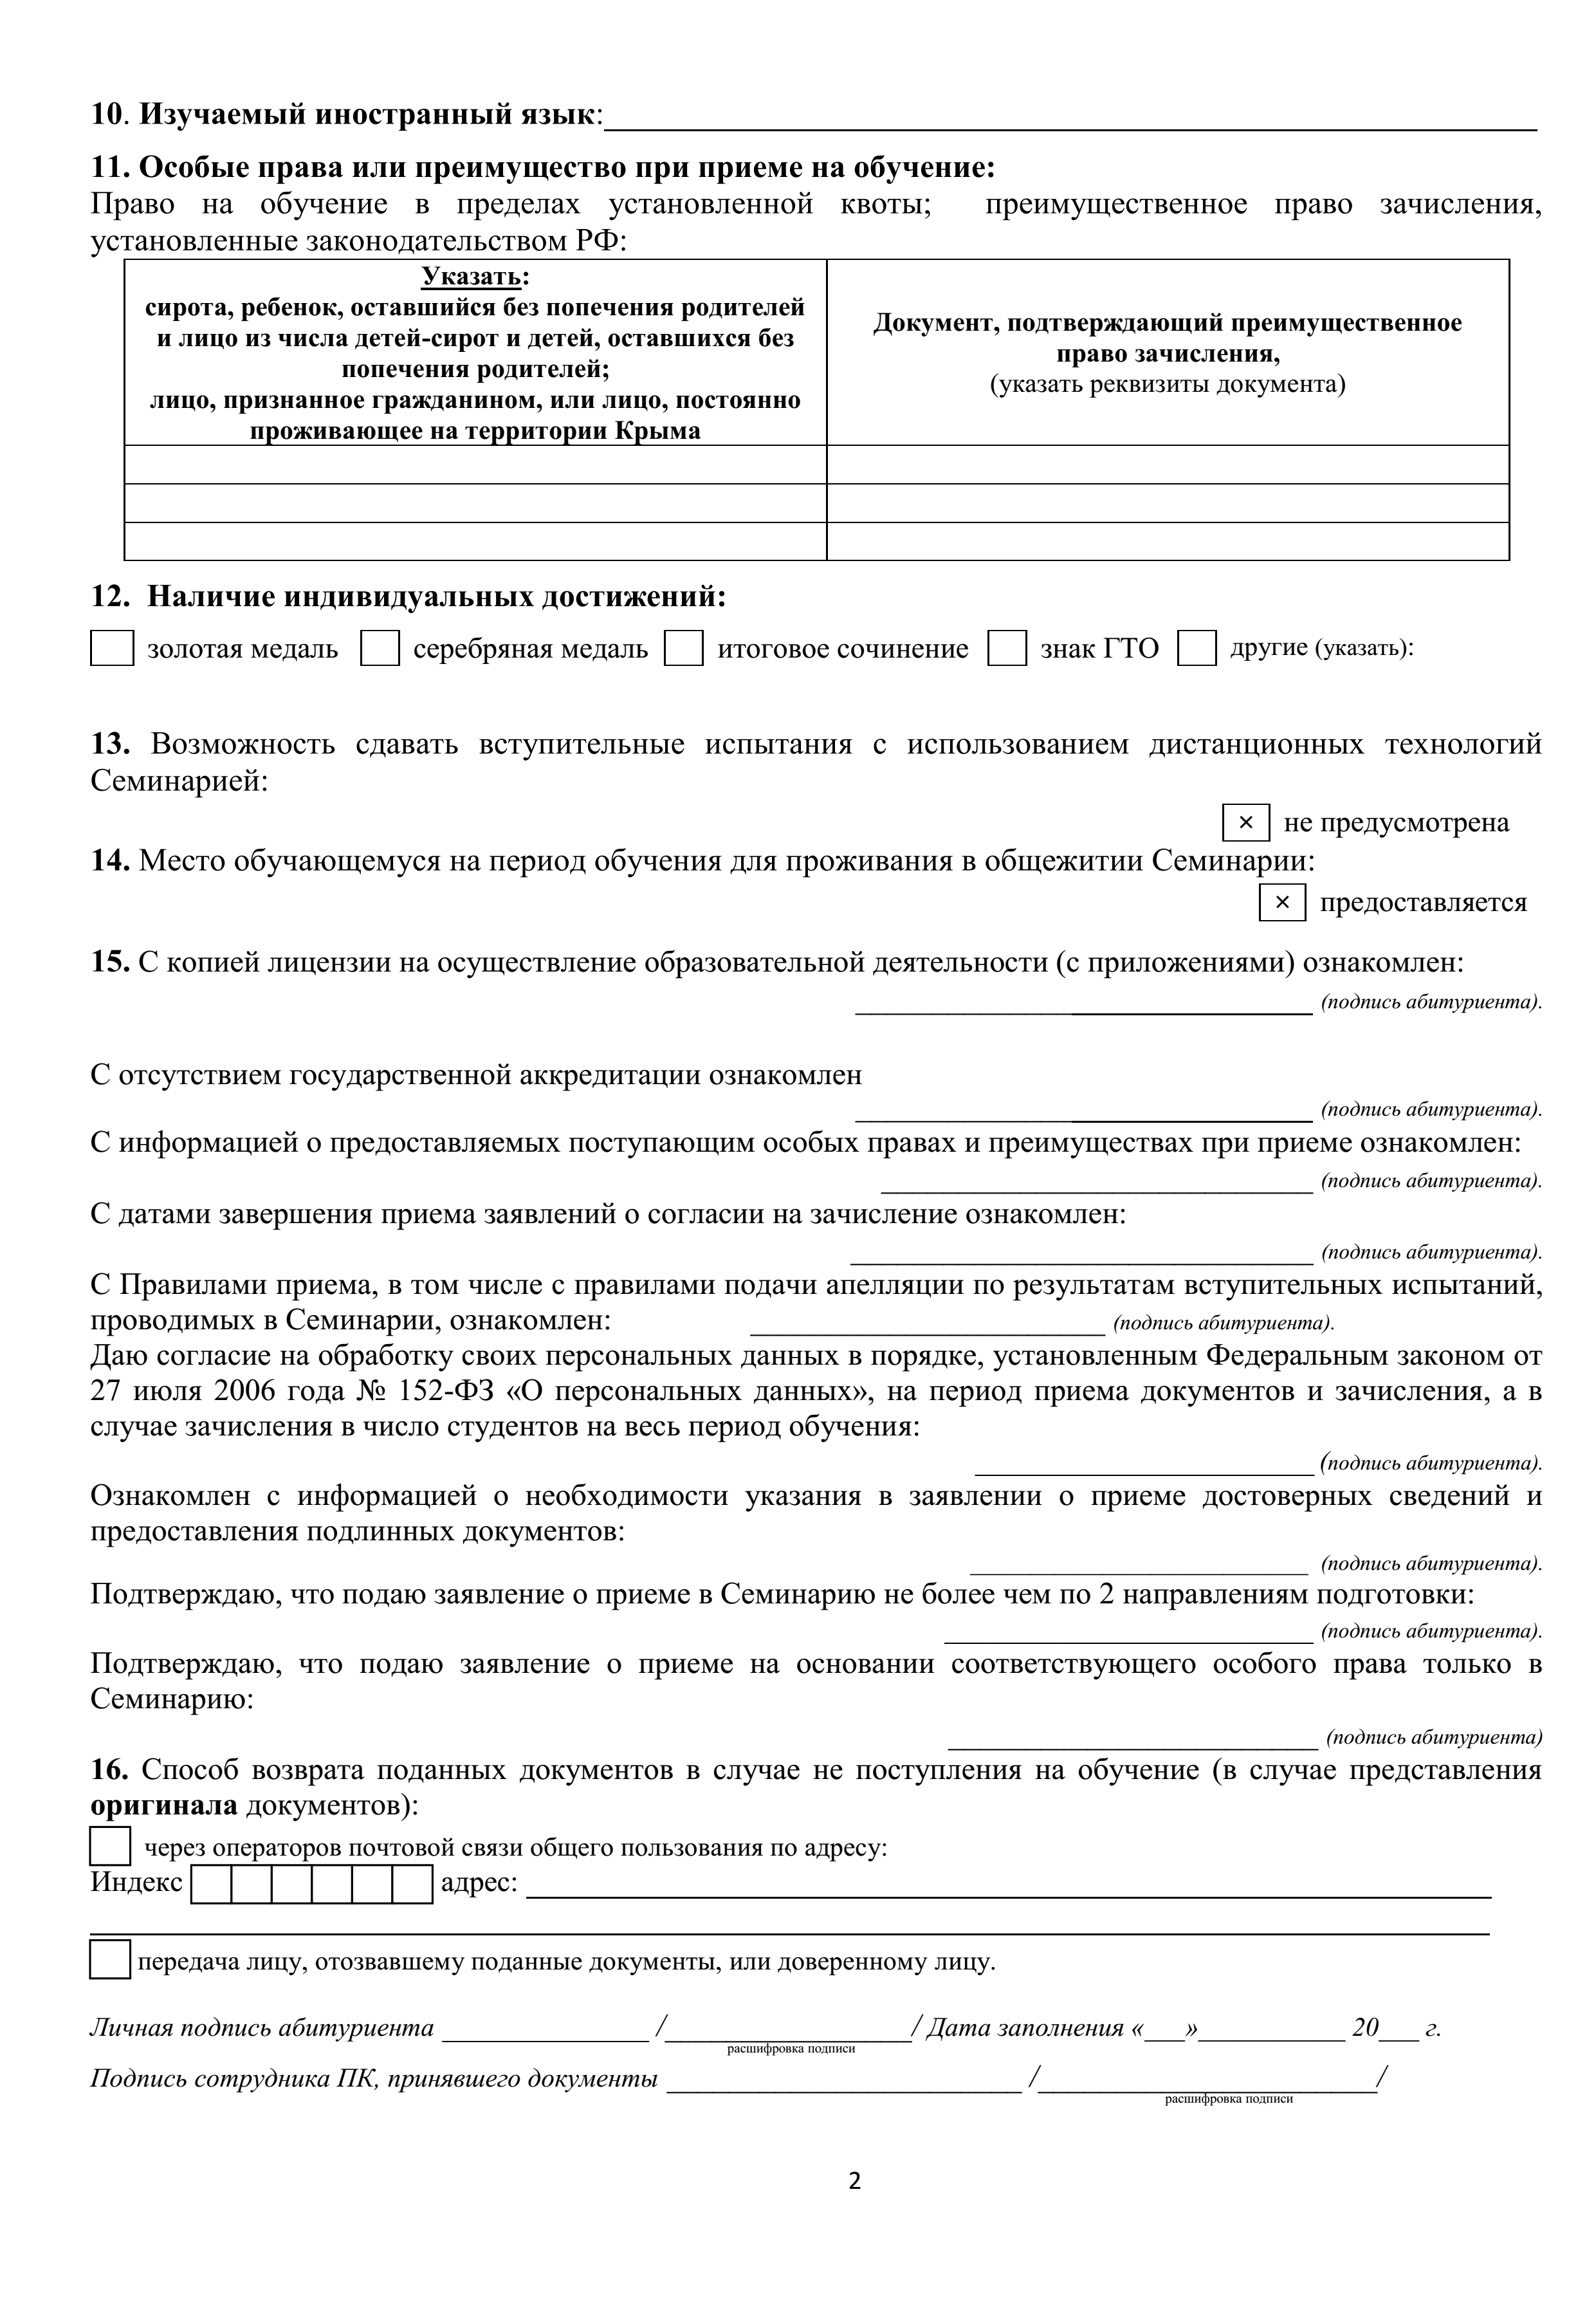 10. Изучаемый иностранный язык:
11. Особые права или преимущество при приеме на обучение:
Право на обучение в пределах установленной квоты; преимущественное право зачисления,
установленные законодательством РФ:
Указать:
сирота, ребенок, оставшийся без попечения родителей
и лицо из числа детей-сирот и детей, оставшихся без
попечения родителей;
лицо, признанное гражданином, или лицо, постоянно
проживающее на территории Крыма
Документ, подтверждающий преимущественное
право зачисления,
(указать реквизиты документа)
12. Наличие индивидуальных достижений:
золотая медаль серебряная медаль итоговое сочинение знак ГТО другие (указать):
13. Возможность сдавать вступительные испытания с использованием дистанционных технологий
Семинарией:
× не предусмотрена
14. Место обучающемуся на период обучения для проживания в общежитии Семинарии:
× предоставляется
15. С копией лицензии на осуществление образовательной деятельности (с приложениями) ознакомлен:
(подпись абитуриента).
С отсутствием государственной аккредитации ознакомлен
(подпись абитуриента).
С информацией о предоставляемых поступающим особых правах и преимуществах при приеме ознакомлен:
(подпись абитуриента).
С датами завершения приема заявлений о согласии на зачисление ознакомлен:
(подпись абитуриента).
С Правилами приема, в том числе с правилами подачи апелляции по результатам вступительных испытаний,
проводимых в Семинарии, ознакомлен: (подпись абитуриента).
Даю согласие на обработку своих персональных данных в порядке, установленным Федеральным законом от
27 июля 2006 года № 152-ФЗ «О персональных данных», на период приема документов и зачисления, а в
случае зачисления в число студентов на весь период обучения:
(подпись абитуриента).
Ознакомлен с информацией о необходимости указания в заявлении о приеме достоверных сведений и
предоставления подлинных документов:
(подпись абитуриента).
Подтверждаю, что подаю заявление о приеме в Семинарию не более чем по 2 направлениям подготовки:
(подпись абитуриента).
Подтверждаю, что подаю заявление о приеме на основании соответствующего особого права только в
Семинарию:
(подпись абитуриента)
16. Способ возврата поданных документов в случае не поступления на обучение (в случае представления
оригинала документов):
через операторов почтовой связи общего пользования по адресу:
Индекс адрес:
передача лицу, отозвавшему поданные документы, или доверенному лицу.
Личная подпись абитуриента ________________ /___________________/ Дата заполнения «___»___________ 20___ г.
расшифровка подписи
Подпись сотрудника ПК, принявшего документы ___________________________ /__________________________/
расшифровка подписи
2